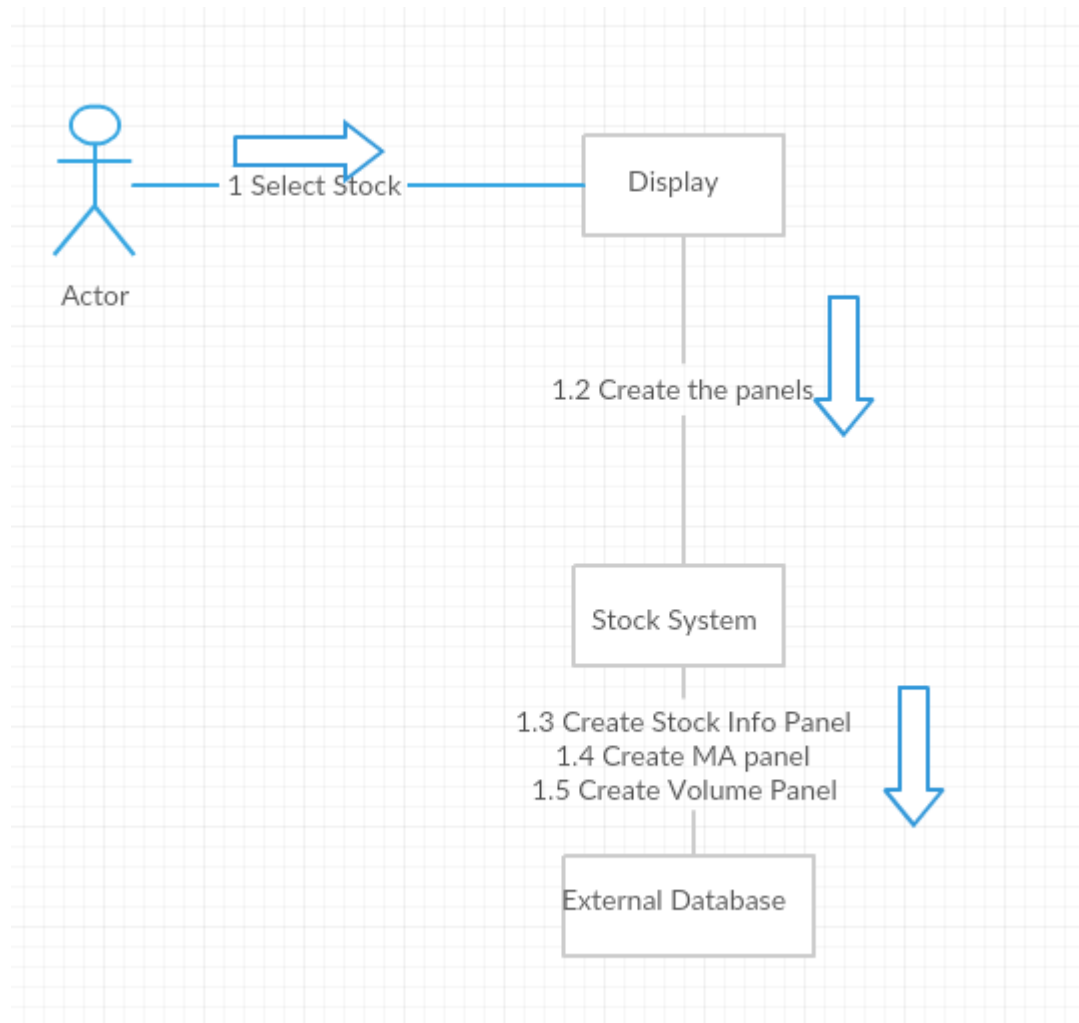 1 Select Stock
Display
Actor
1.2 Create the panels
Stock System
1.3 Create Stock Info Panel
1.4 Create MA panel
1.5 Create Volume Panel
External Database